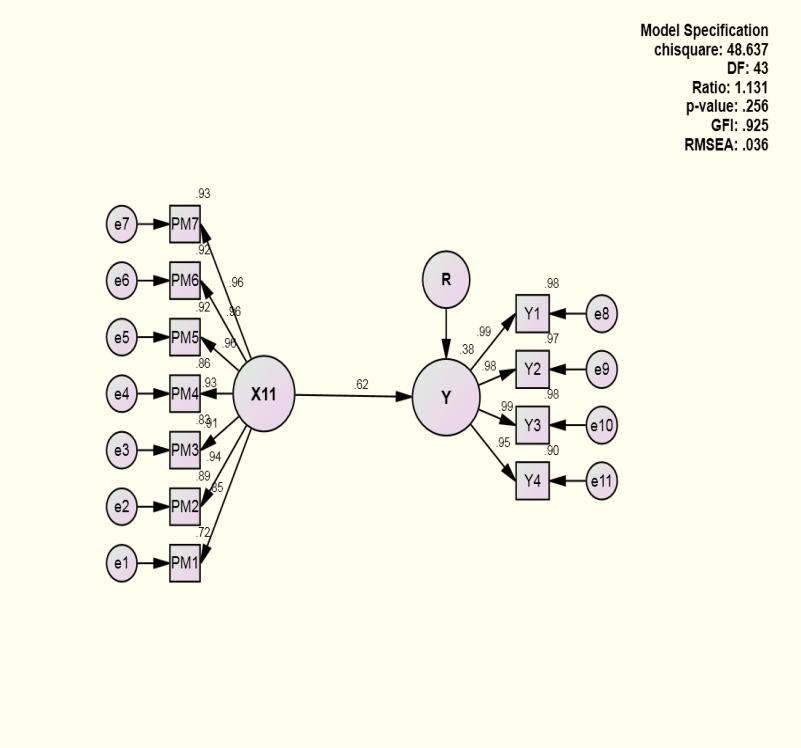 Model Specification
chisquare: 48.637
DF: 43
Ratio: 1.131
p-value: .256
GFI: .925
RMSEA: .036
.93
e7 PM7
.92
.96
e6 PM6
.96
.92
e5 PM5
.96
.86
e4 PM4
.93
X11
.62
.83
.91
e3 PM3
.94
.89
.85
e2 PM2
.72
e1 PM1
R
.38
Y
.98
.99
Y1 e8
.97
.98
Y2 e9
.98
.99
Y3 e10
.90
.95
Y4 e11